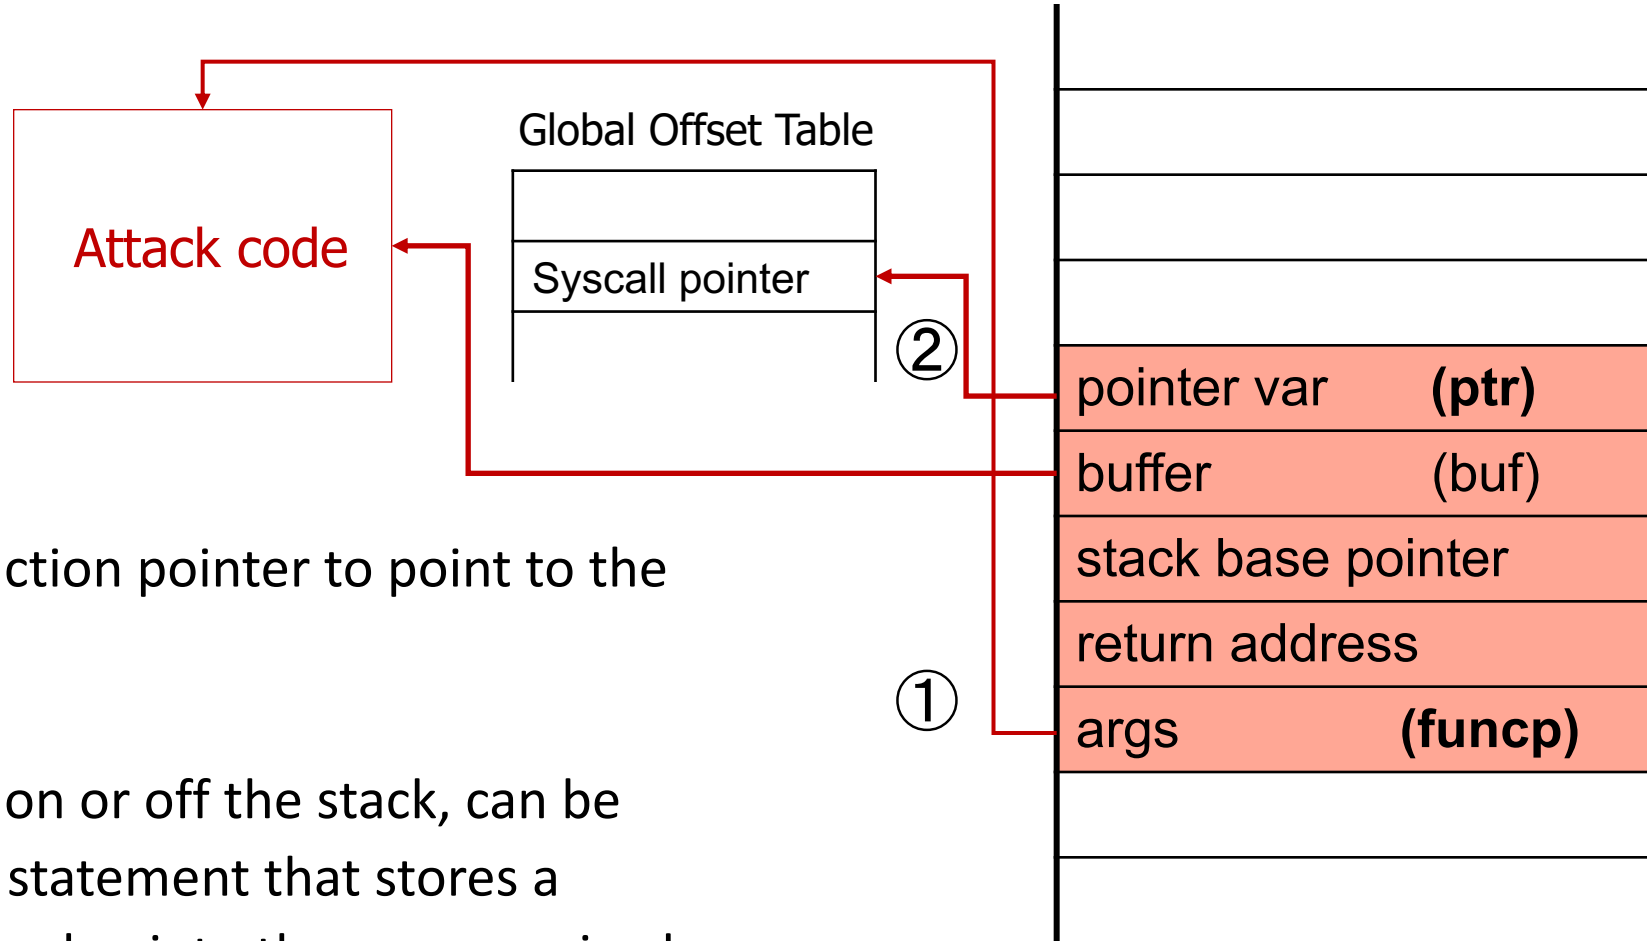 Global Offset Table
Attack code
Syscall pointer
②
pointer var (ptr)
buffer (buf)
stack base pointer
return address
args (funcp)
①
ction pointer to point to the
on or off the stack, can be
statement that stores a